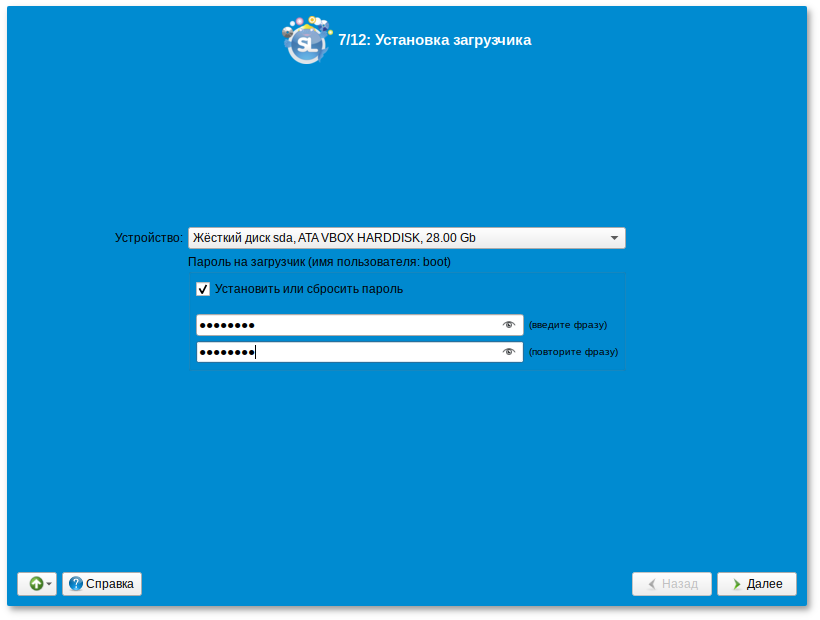 SL
7/12: Установка загрузчика
Устройство: Жёсткий диск sda, ATA VBOX HARDDISK, 28.00 Gb
Пароль на загрузчик (имя пользователя: boot)
Установить или сбросить пароль
●●●●●●●● (введите фразу)
●●●●●●●● (повторите фразу)
Справка Назад Далее